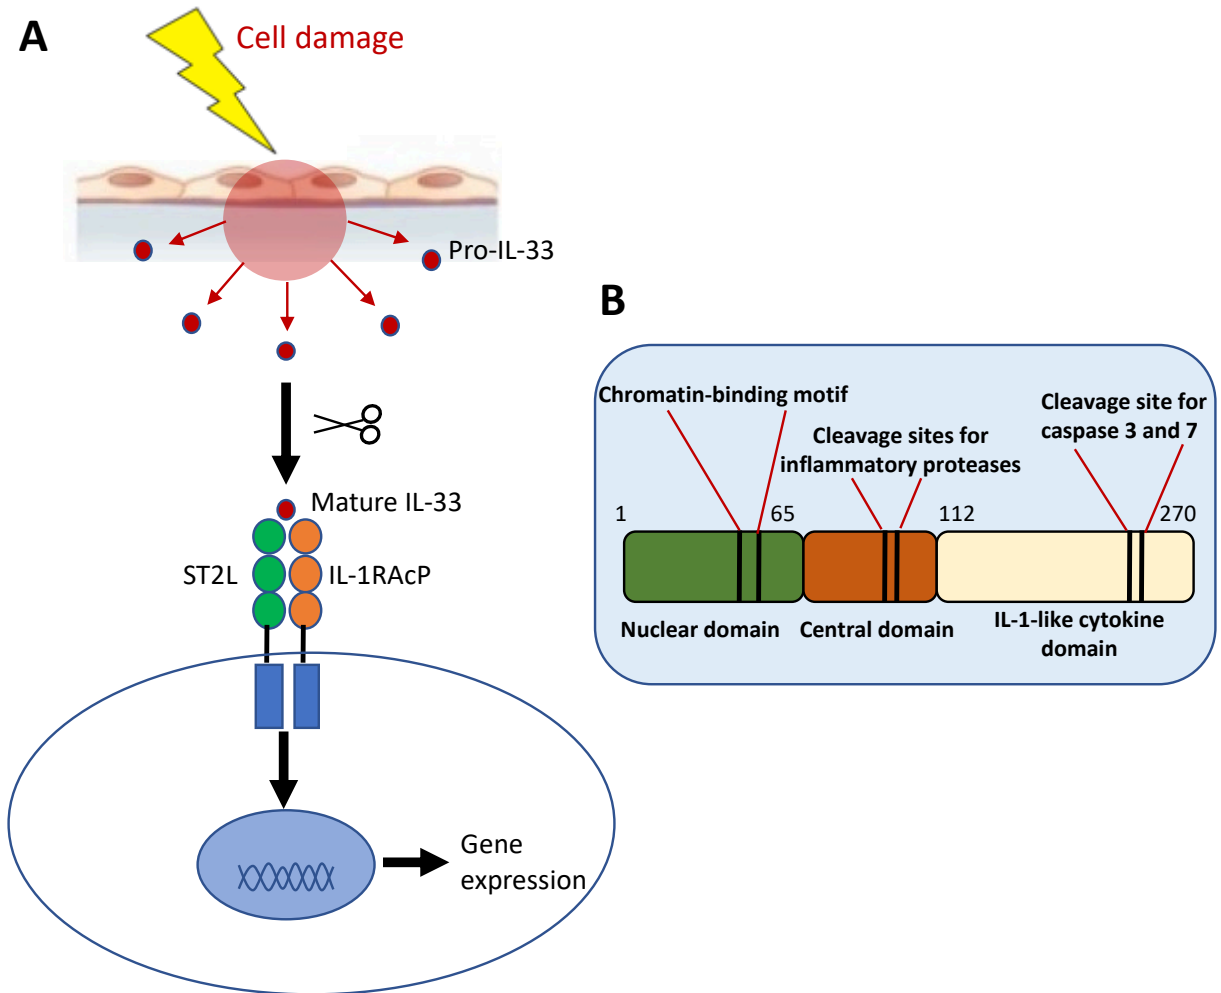 A
Cell damage
Pro-IL-33
Mature IL-33
ST2L
IL-1RAcP
Gene
expression
B
Chromatin-binding motif
Cleavage sites for
inflammatory proteases
Cleavage site for
caspase 3 and 7
1
65
112
270
Nuclear domain
Central domain
IL-1-like cytokine
domain